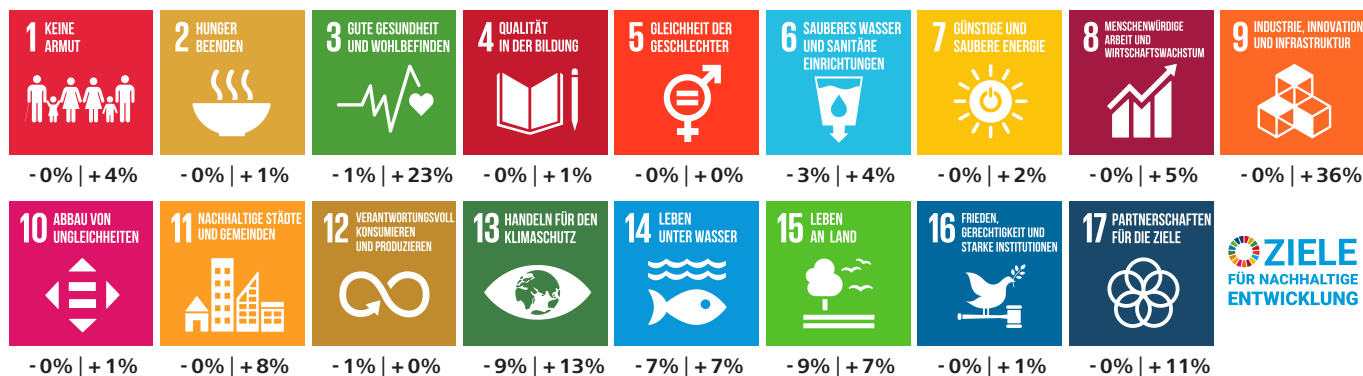 1 KEINE
ARMUT
2 HUNGER
BEENDEN
3 GUTE GESUNDHEIT
UND WOHLBEFINDEN
4 QUALITÄT
IN DER BILDUNG
5 GLEICHHEIT DER
GESCHLECHTER
6 SAUBERES WASSER
UND SANITÄRE
EINRICHTUNGEN
7 GÜNSTIGE UND
SAUBERE ENERGIE
8 MENSCHENWÜRDIGE
ARBEIT UND
WIRTSCHAFTSWACHSTUM
9 INDUSTRIE, INNOVATION
UND INFRASTRUKTUR
-0% | +4%
-0% | +1%
-1% | +23%
-0% | +1%
-0% | +0%
-3% | +4%
-0% | +2%
-0% | +5%
-0% | +36%
10 ABBAU VON
UNGLEICHHEITEN
11 NACHHALTIGE STÄDTE
UND GEMEINDEN
12 VERANTWORTUNGSVOLL
KONSUMIEREN
UND PRODUZIEREN
13 HANDELN FÜR DEN
KLIMASCHUTZ
14 LEBEN
UNTER WASSER
15 LEBEN
AN LAND
16 FRIEDEN,
GERECHTIGKEIT UND
STARKE INSTITUTIONEN
17 PARTNERSCHAFTEN
FÜR DIE ZIELE
ZIELE
FÜR NACHHALTIGE
ENTWICKLUNG
-0% | +1%
-0% | +8%
-1% | +0%
-9% | +13%
-7% | +7%
-9% | +7%
-0% | +1%
-0% | +11%